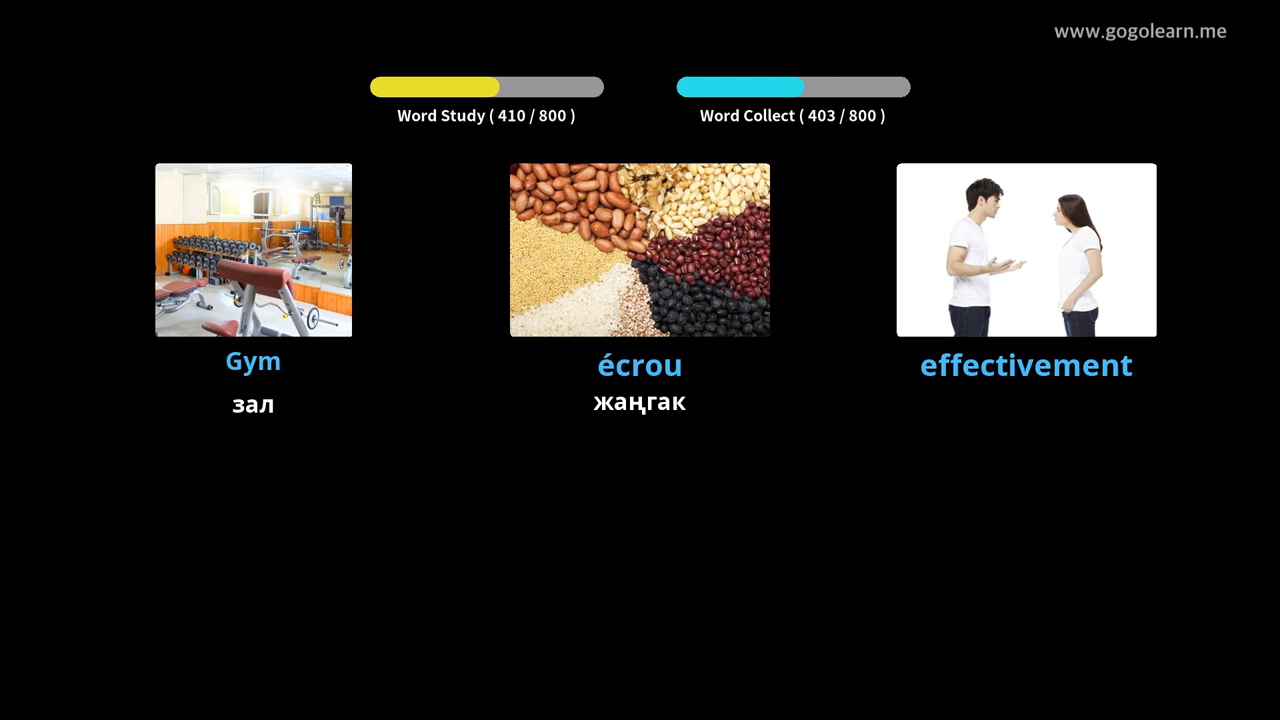 www.gogolearn.me
Word Study ( 410 / 800 )
Word Collect ( 403 / 800 )
Gym
зал
écrou
жаңгак
effectivement